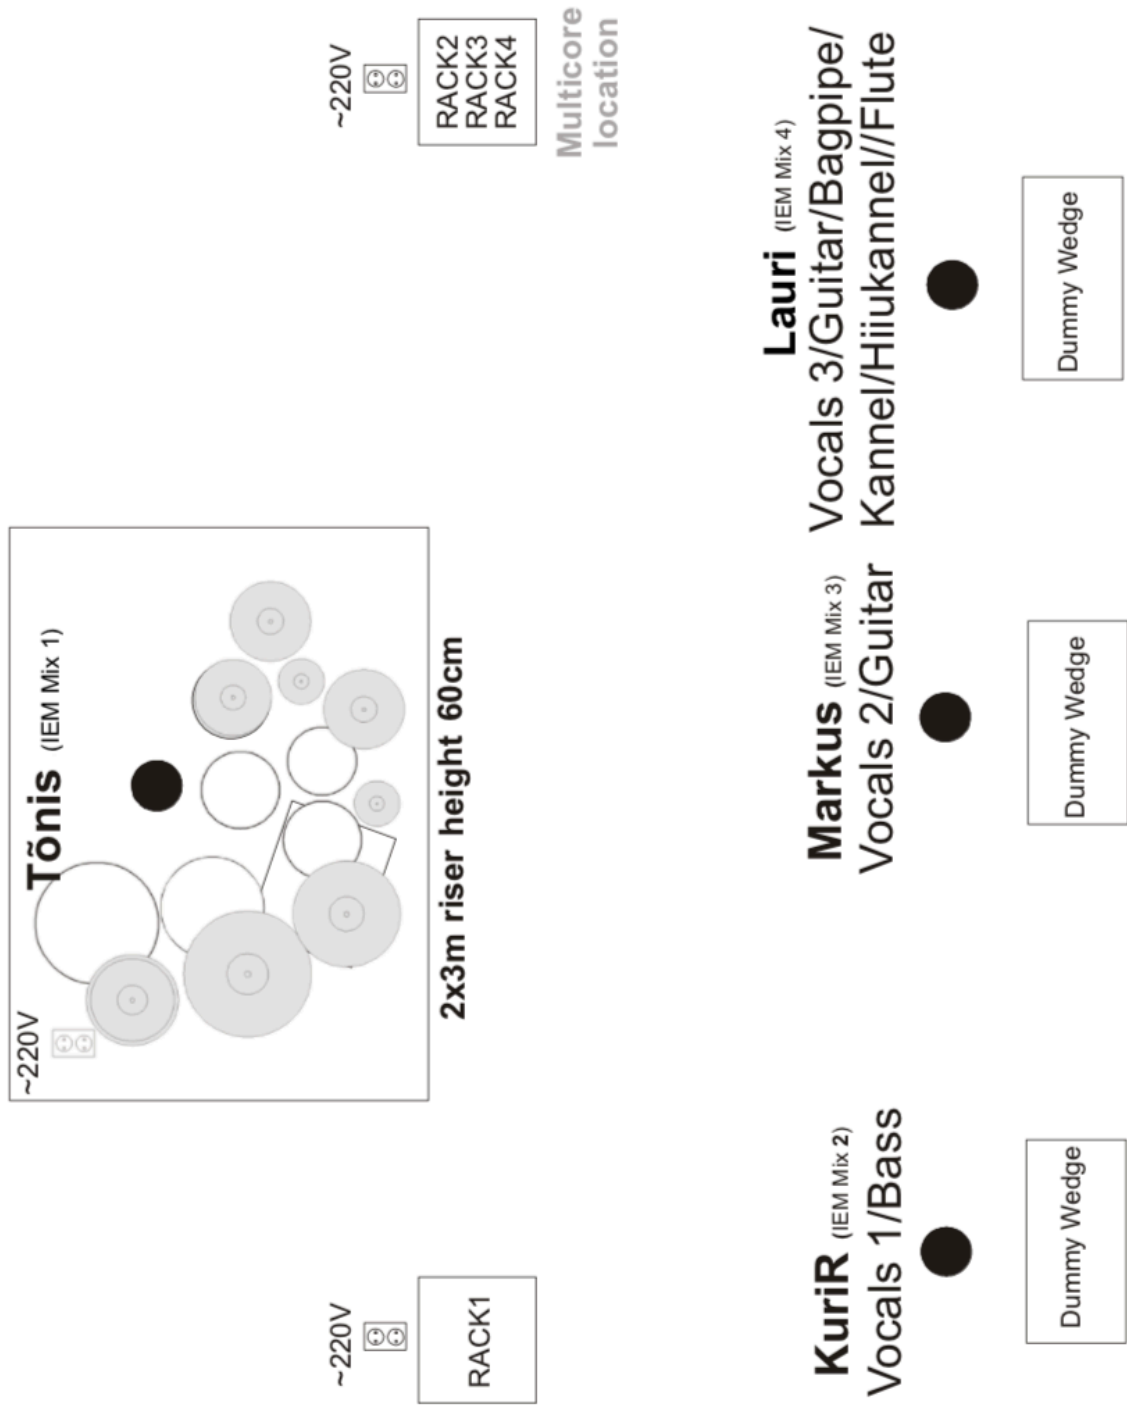 ~220V
Tõnis (IEM Mix 1)
~220V
RACK1
2x3m riser height 60cm
~220V
RACK2
RACK3
RACK4
Multicore
location
KuriR (IEM Mix 2)
Vocals 1/Bass
Dummy Wedge
Markus (IEM Mix 3)
Vocals 2/Guitar
Dummy Wedge
Lauri (IEM Mix 4)
Vocals 3/Guitar/Bagpipe/
Kannel/Hiiukannel//Flute
Dummy Wedge